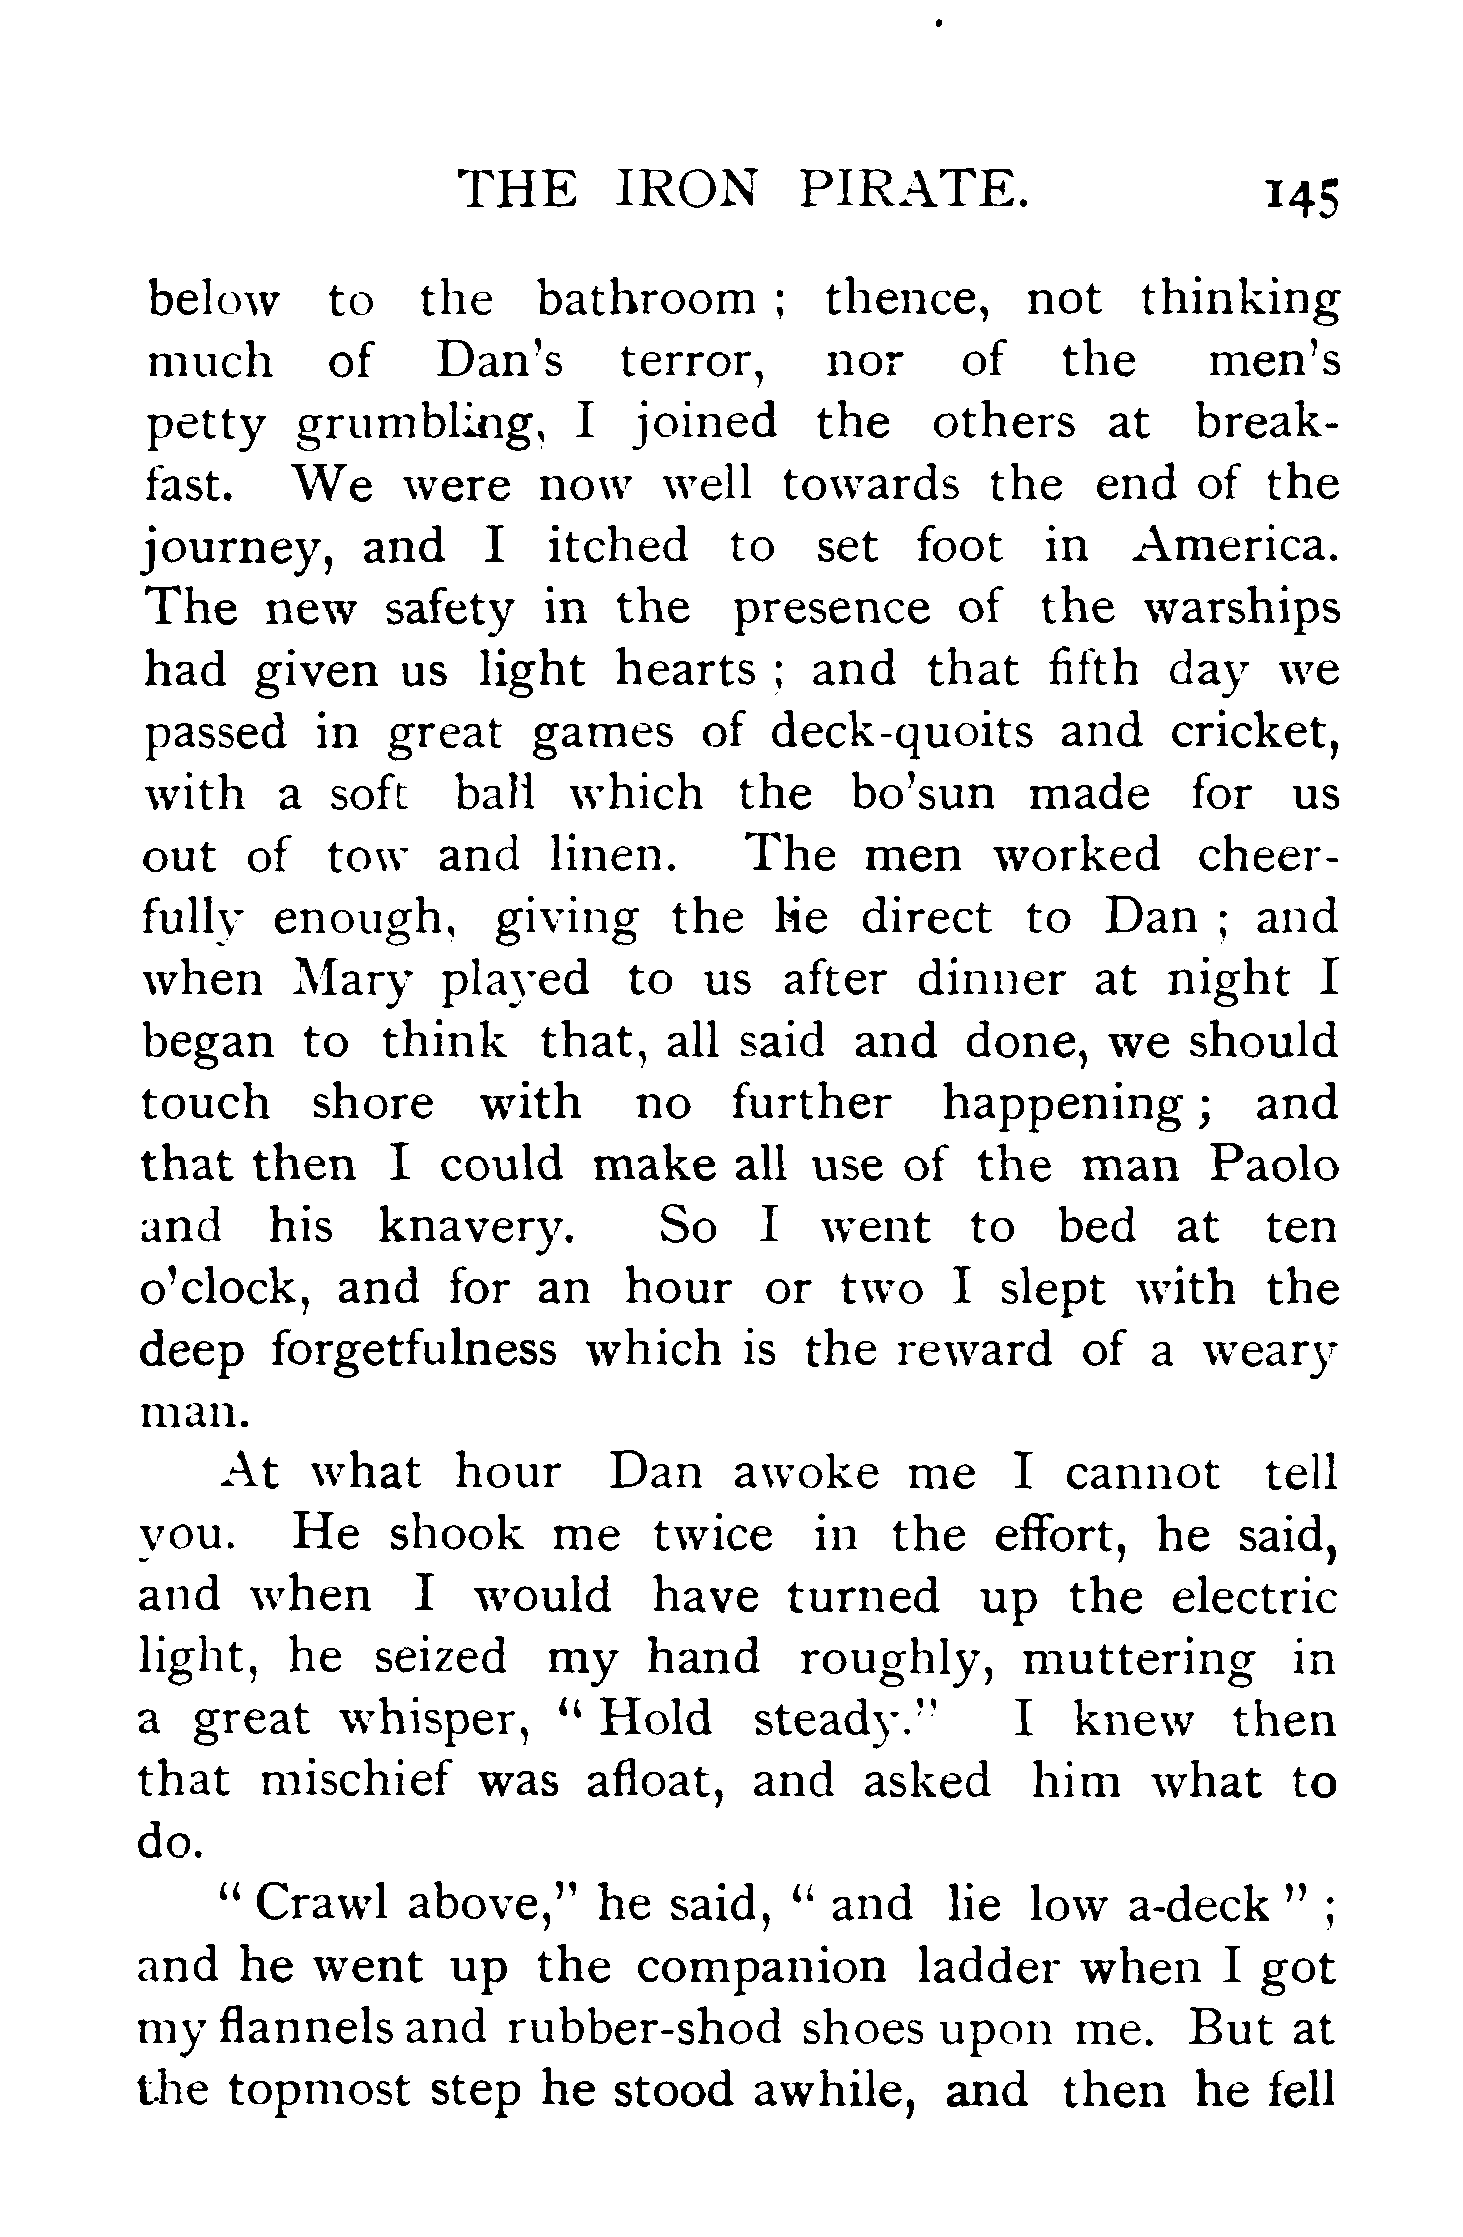 THE IRON PIRATE. 145
below to the bathroom ; thence, not thinking
much of Dan's terror, nor of the men's
petty grumbling, I joined the others at break-
fast. We were now well towards the end of the
journey, and I itched to set foot in America.
The new safety in the presence of the warships
had given us light hearts ; and that fifth day we
passed in great games of deck-quoits and cricket,
with a soft ball which the bo'sun made for us
out of tow and linen. The men worked cheer-
fully enough, giving the lie direct to Dan ; and
when Mary played to us after dinner at night I
began to think that, all said and done, we should
touch shore with no further happening ; and
that then I could make all use of the man Paolo
and his knavery. So I went to bed at ten
o'clock, and for an hour or two I slept with the
deep forgetfulness which is the reward of a weary
man.
At what hour Dan awoke me I cannot tell
you. He shook me twice in the effort, he said,
and when I would have turned up the electric
light, he seized my hand roughly, muttering in
a great whisper, " Hold steady." I knew then
that mischief was afloat, and asked him what to
do.
" Crawl above," he said, " and lie low a-deck " ;
and he went up the companion ladder when I got
my flannels and rubber-shod shoes upon me. But at
the topmost step he stood awhile, and then he fell